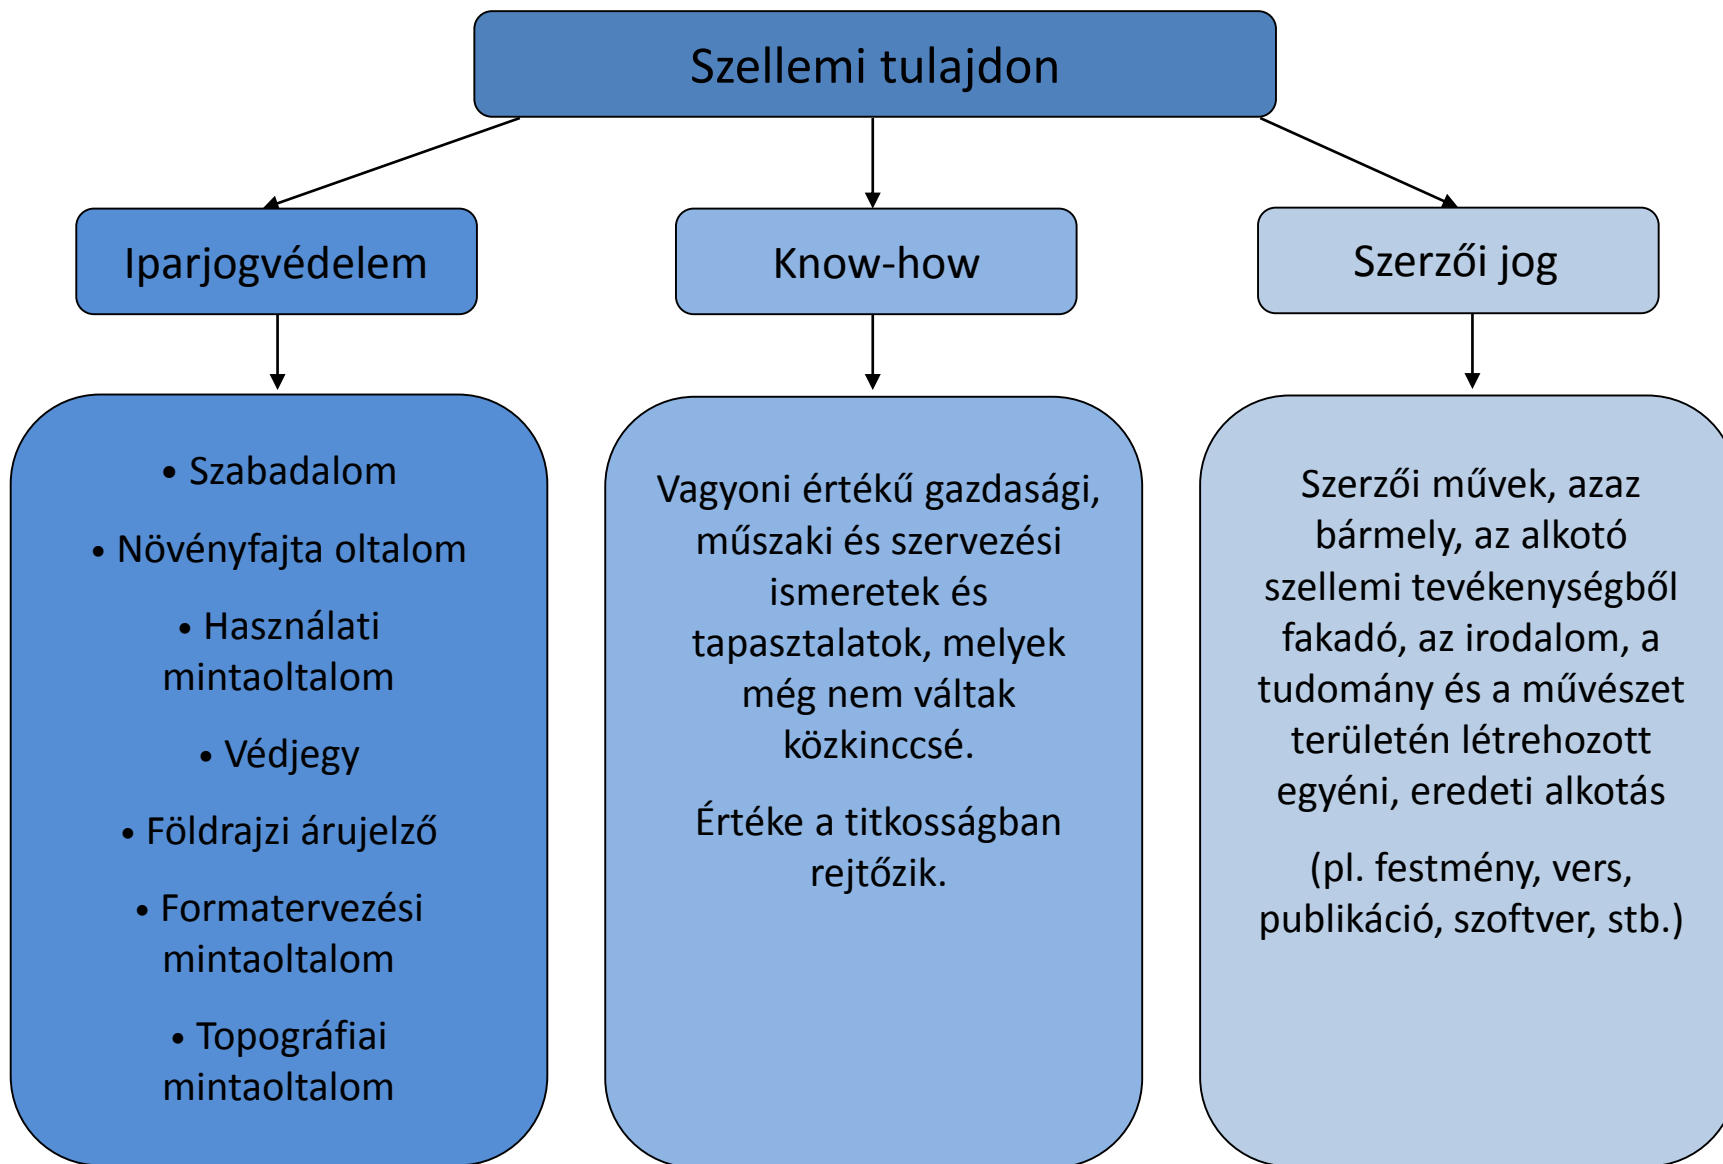 Szellemi tulajdon
Iparjogvédelem
Know-how
Szerzői jog
• Szabadalom
• Növényfajta oltalom
• Használati
mintaoltalom
• Védjegy
• Földrajzi árujelző
• Formatervezési
mintaoltalom
• Topográfiai
mintaoltalom
Vagyoni értékű gazdasági,
műszaki és szervezési
ismeretek és
tapasztalatok, melyek
még nem váltak
közkinccsé.
Értéke a titkosságban
rejtőzik.
Szerzői művek, azaz
bármely, az alkotó
szellemi tevékenységből
fakadó, az irodalom, a
tudomány és a művészet
területén létrehozott
egyéni, eredeti alkotás
(pl. festmény, vers,
publikáció, szoftver, stb.)